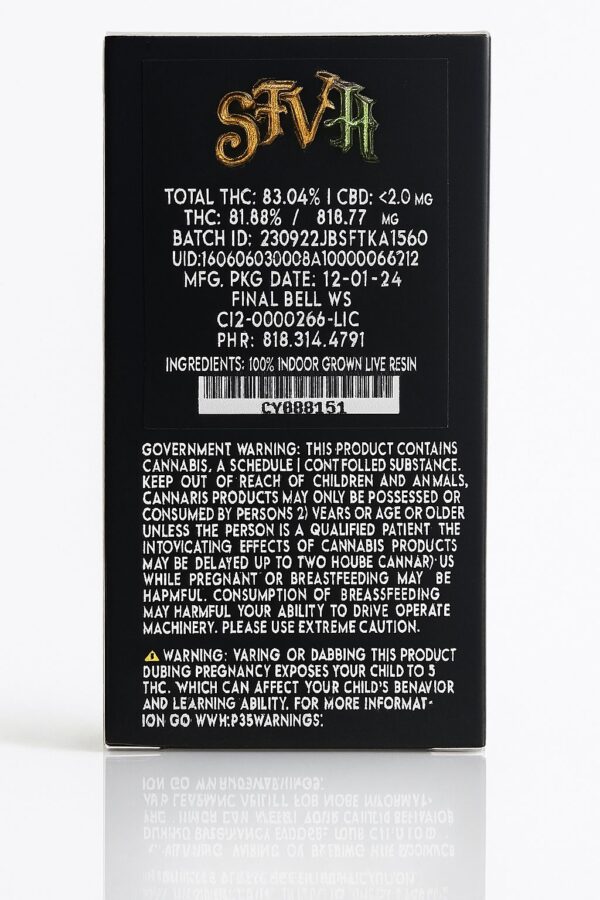 SFVH
TOTAL THC: 83.04% | CBD: <2.0 MG
THC: 81.88% / 818.77 MG
BATCH ID: 230922JBSFTKA1560
UID:160606030008A10000066212
MFG. PKG DATE: 12-01-24
FINAL BELL WS
C12-0000266-LIC
PHR: 818.314.4791
INGREDIENTS: 100% INDOOR GROWN LIVE RESIN
CY888151
GOVERNMENT WARNING: THIS PRODUCT CONTAINS
CANNABIS, A SCHEDULE | CONTFOLLED SUBSTANCE.
KEEP OUT OF REACH OF CHILDREN AND ANMALS,
CANNARIS PRODUCTS MAY ONLY BE POSSESSED OR
CONSUMED BY PERSONS 2) VEARS OR AGE OR OLDER
UNLESS THE PERSON IS A QUALIFIED PATIENT THE
INTOVICATING EFFECTS OF CANNABIS PRODUCTS
MAY BE DELAYED UP TO TWO HOUBE CANNAR)·US
WHILE PREGNANT OR BREASTFEEDING MAY BE
HAPMFUL. CONSUMPTION OF BREASSFEEDING
MAY HARMFUL YOUR ABILITY TO DRIVE OPERATE
MACHINERY. PLEASE USE EXTREME CAUTION.
WARNING: VARING OR DABBING THIS PRODUCT
DUBING PREGNANCY EXPOSES YOUR CHILD TO 5
THC. WHICH CAN AFFECT YOUR CHILD'S BENAVIOR
AND LEARNING ABILITY. FOR MORE INFORMAT-
ION GO WWH:P35WARNINGS: